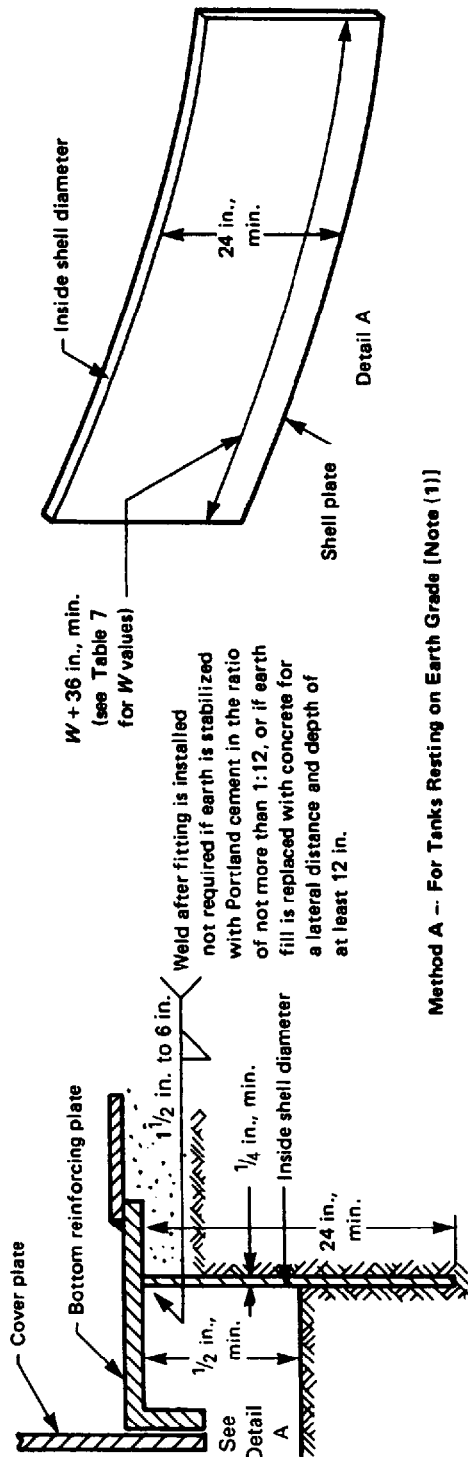 Cover plate
Bottom reinforcing plate
1 1/2 in. to 6 in.
Weld after fitting is installed
not required if earth is stabilized
with Portland cement in the ratio
of not more than 1:12, or if earth
fill is replaced with concrete for
a lateral distance and depth of
at least 12 in.
1/2 in.,
min.
See
Detail
A
1/4 in., min.
Inside shell diameter
24 in.,
min.
W + 36 in., min.
(see Table 7
for W values)
Inside shell diameter
24 in.,
min.
Shell plate
Detail A
Method A -- For Tanks Resting on Earth Grade [Note (1)]